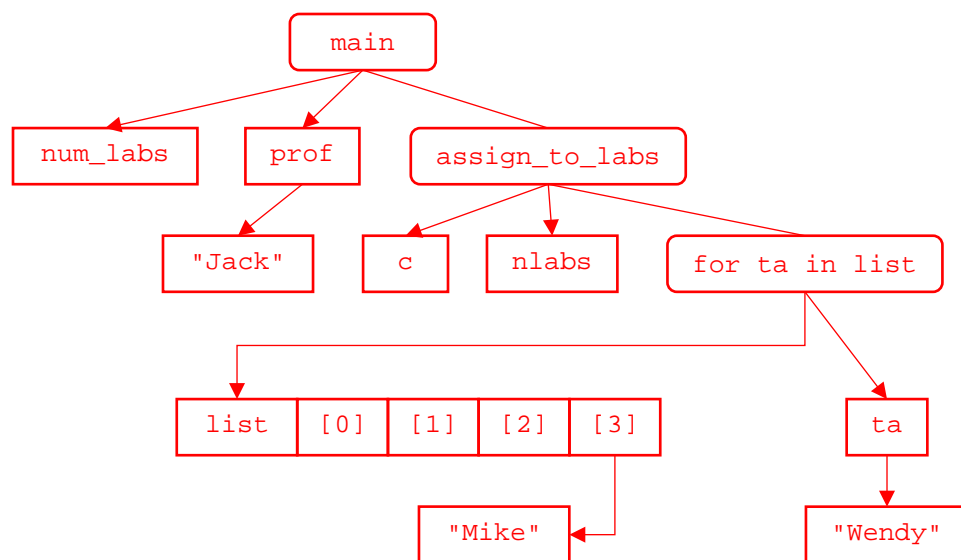 main
num_labs prof assign_to_labs
"Jack" c nlabs for ta in list
list [0] [1] [2] [3] ta
"Mike" "Wendy"